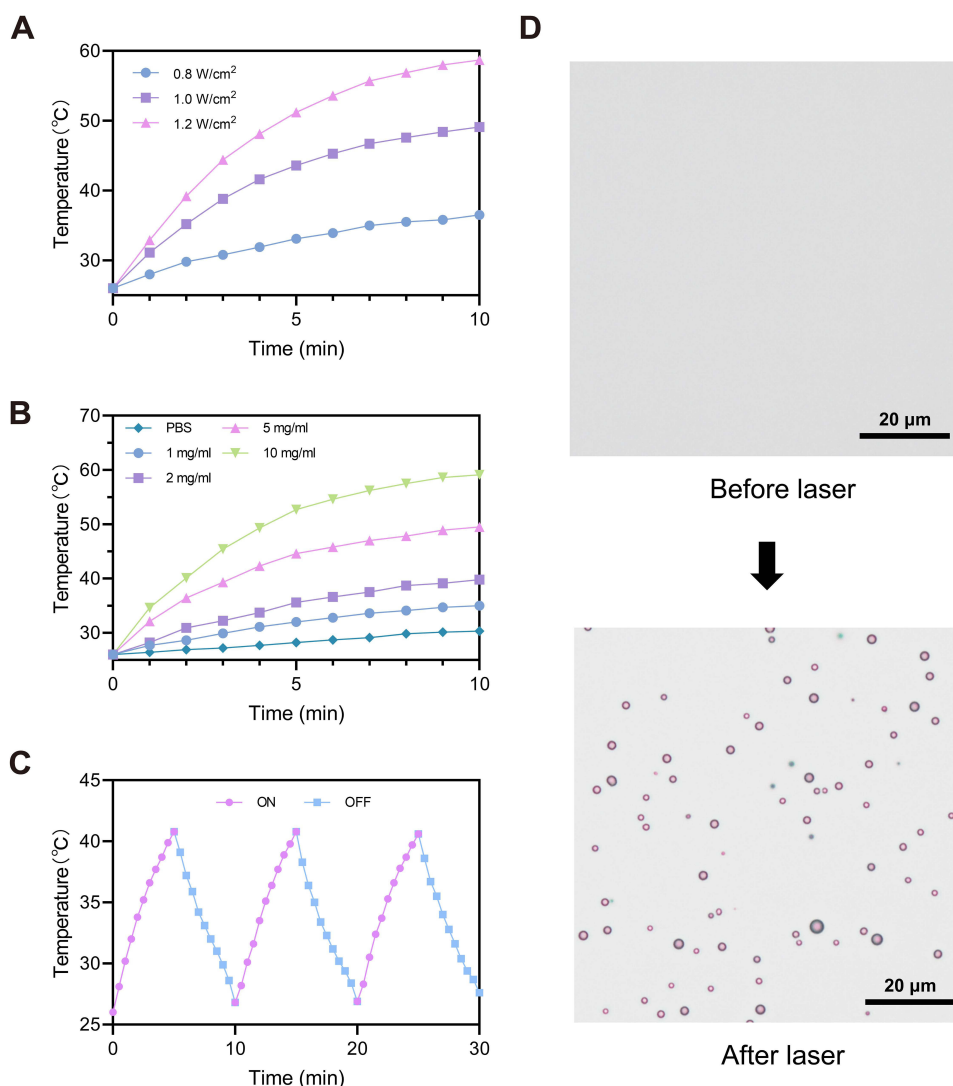 A
60
50
40
30
0
5
10
Temperature (°C)
Time (min)
0.8 W/cm²
1.0 W/cm²
1.2 W/cm²
B
70
60
50
40
30
0
5
10
Temperature (°C)
Time (min)
PBS
5 mg/ml
1 mg/ml
10 mg/ml
2 mg/ml
C
45
40
35
30
25
0
10
20
30
Temperature (°C)
Time (min)
ON
OFF
D
20 µm
Before laser
20 µm
After laser